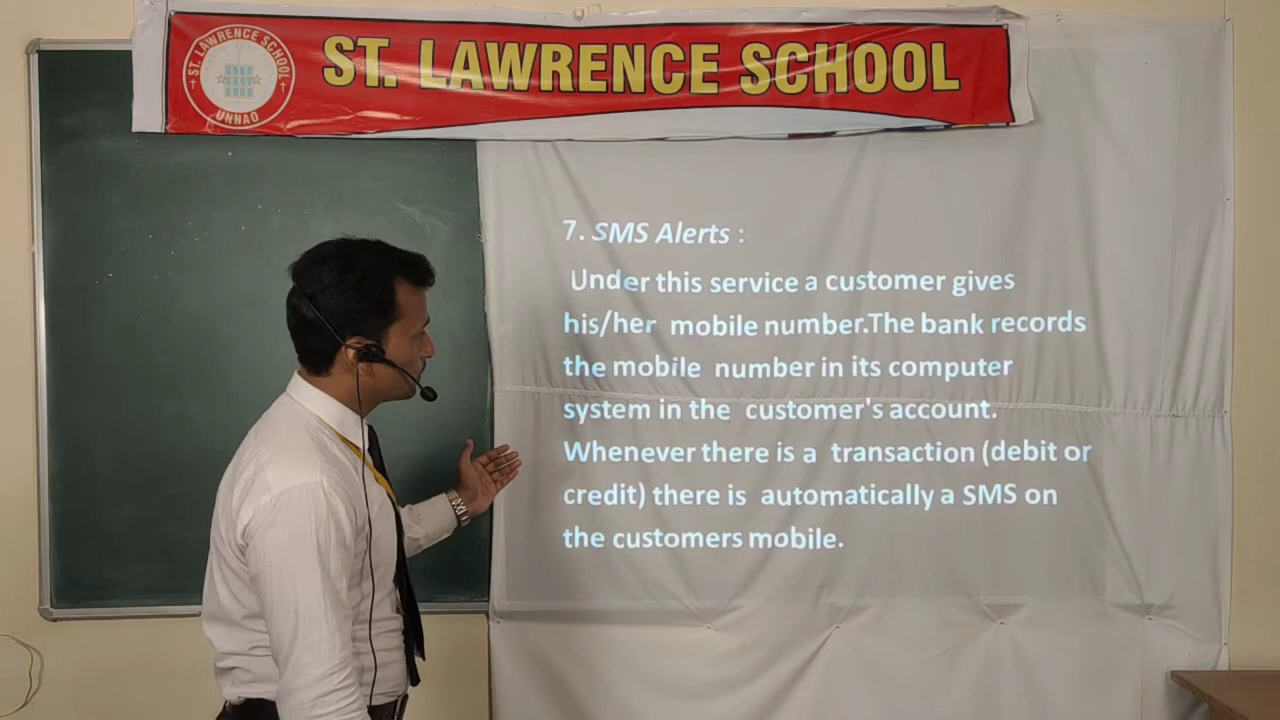 ST. LAWRENCE SCHOOL
UNNAO
ST. LAWRENCE SCHOOL
7. SMS Alerts :
Under this service a customer gives
his/her mobile number.The bank records
the mobile number in its computer
system in the customer's account.
Whenever there is a transaction (debit or
credit) there is automatically a SMS on
the customers mobile.